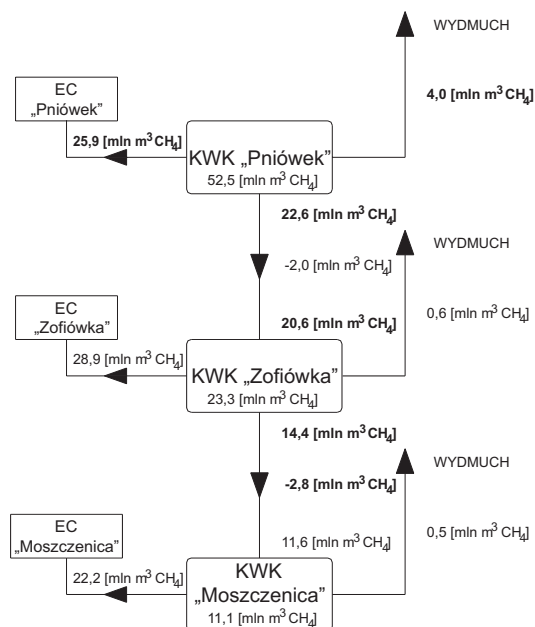 WYDMUCH
4,0 [mln m³ CH₄]
EC
„Pniówek”
25,9 [mln m³ CH₄]
KWK „Pniówek”
52,5 [mln m³ CH₄]
22,6 [mln m³ CH₄]
WYDMUCH
-2,0 [mln m³ CH₄]
0,6 [mln m³ CH₄]
20,6 [mln m³ CH₄]
EC
„Zofiówka”
28,9 [mln m³ CH₄]
KWK „Zofiówka”
23,3 [mln m³ CH₄]
14,4 [mln m³ CH₄]
WYDMUCH
-2,8 [mln m³ CH₄]
0,5 [mln m³ CH₄]
11,6 [mln m³ CH₄]
EC
„Moszczenica”
22,2 [mln m³ CH₄]
KWK
„Moszczenica”
11,1 [mln m³ CH₄]